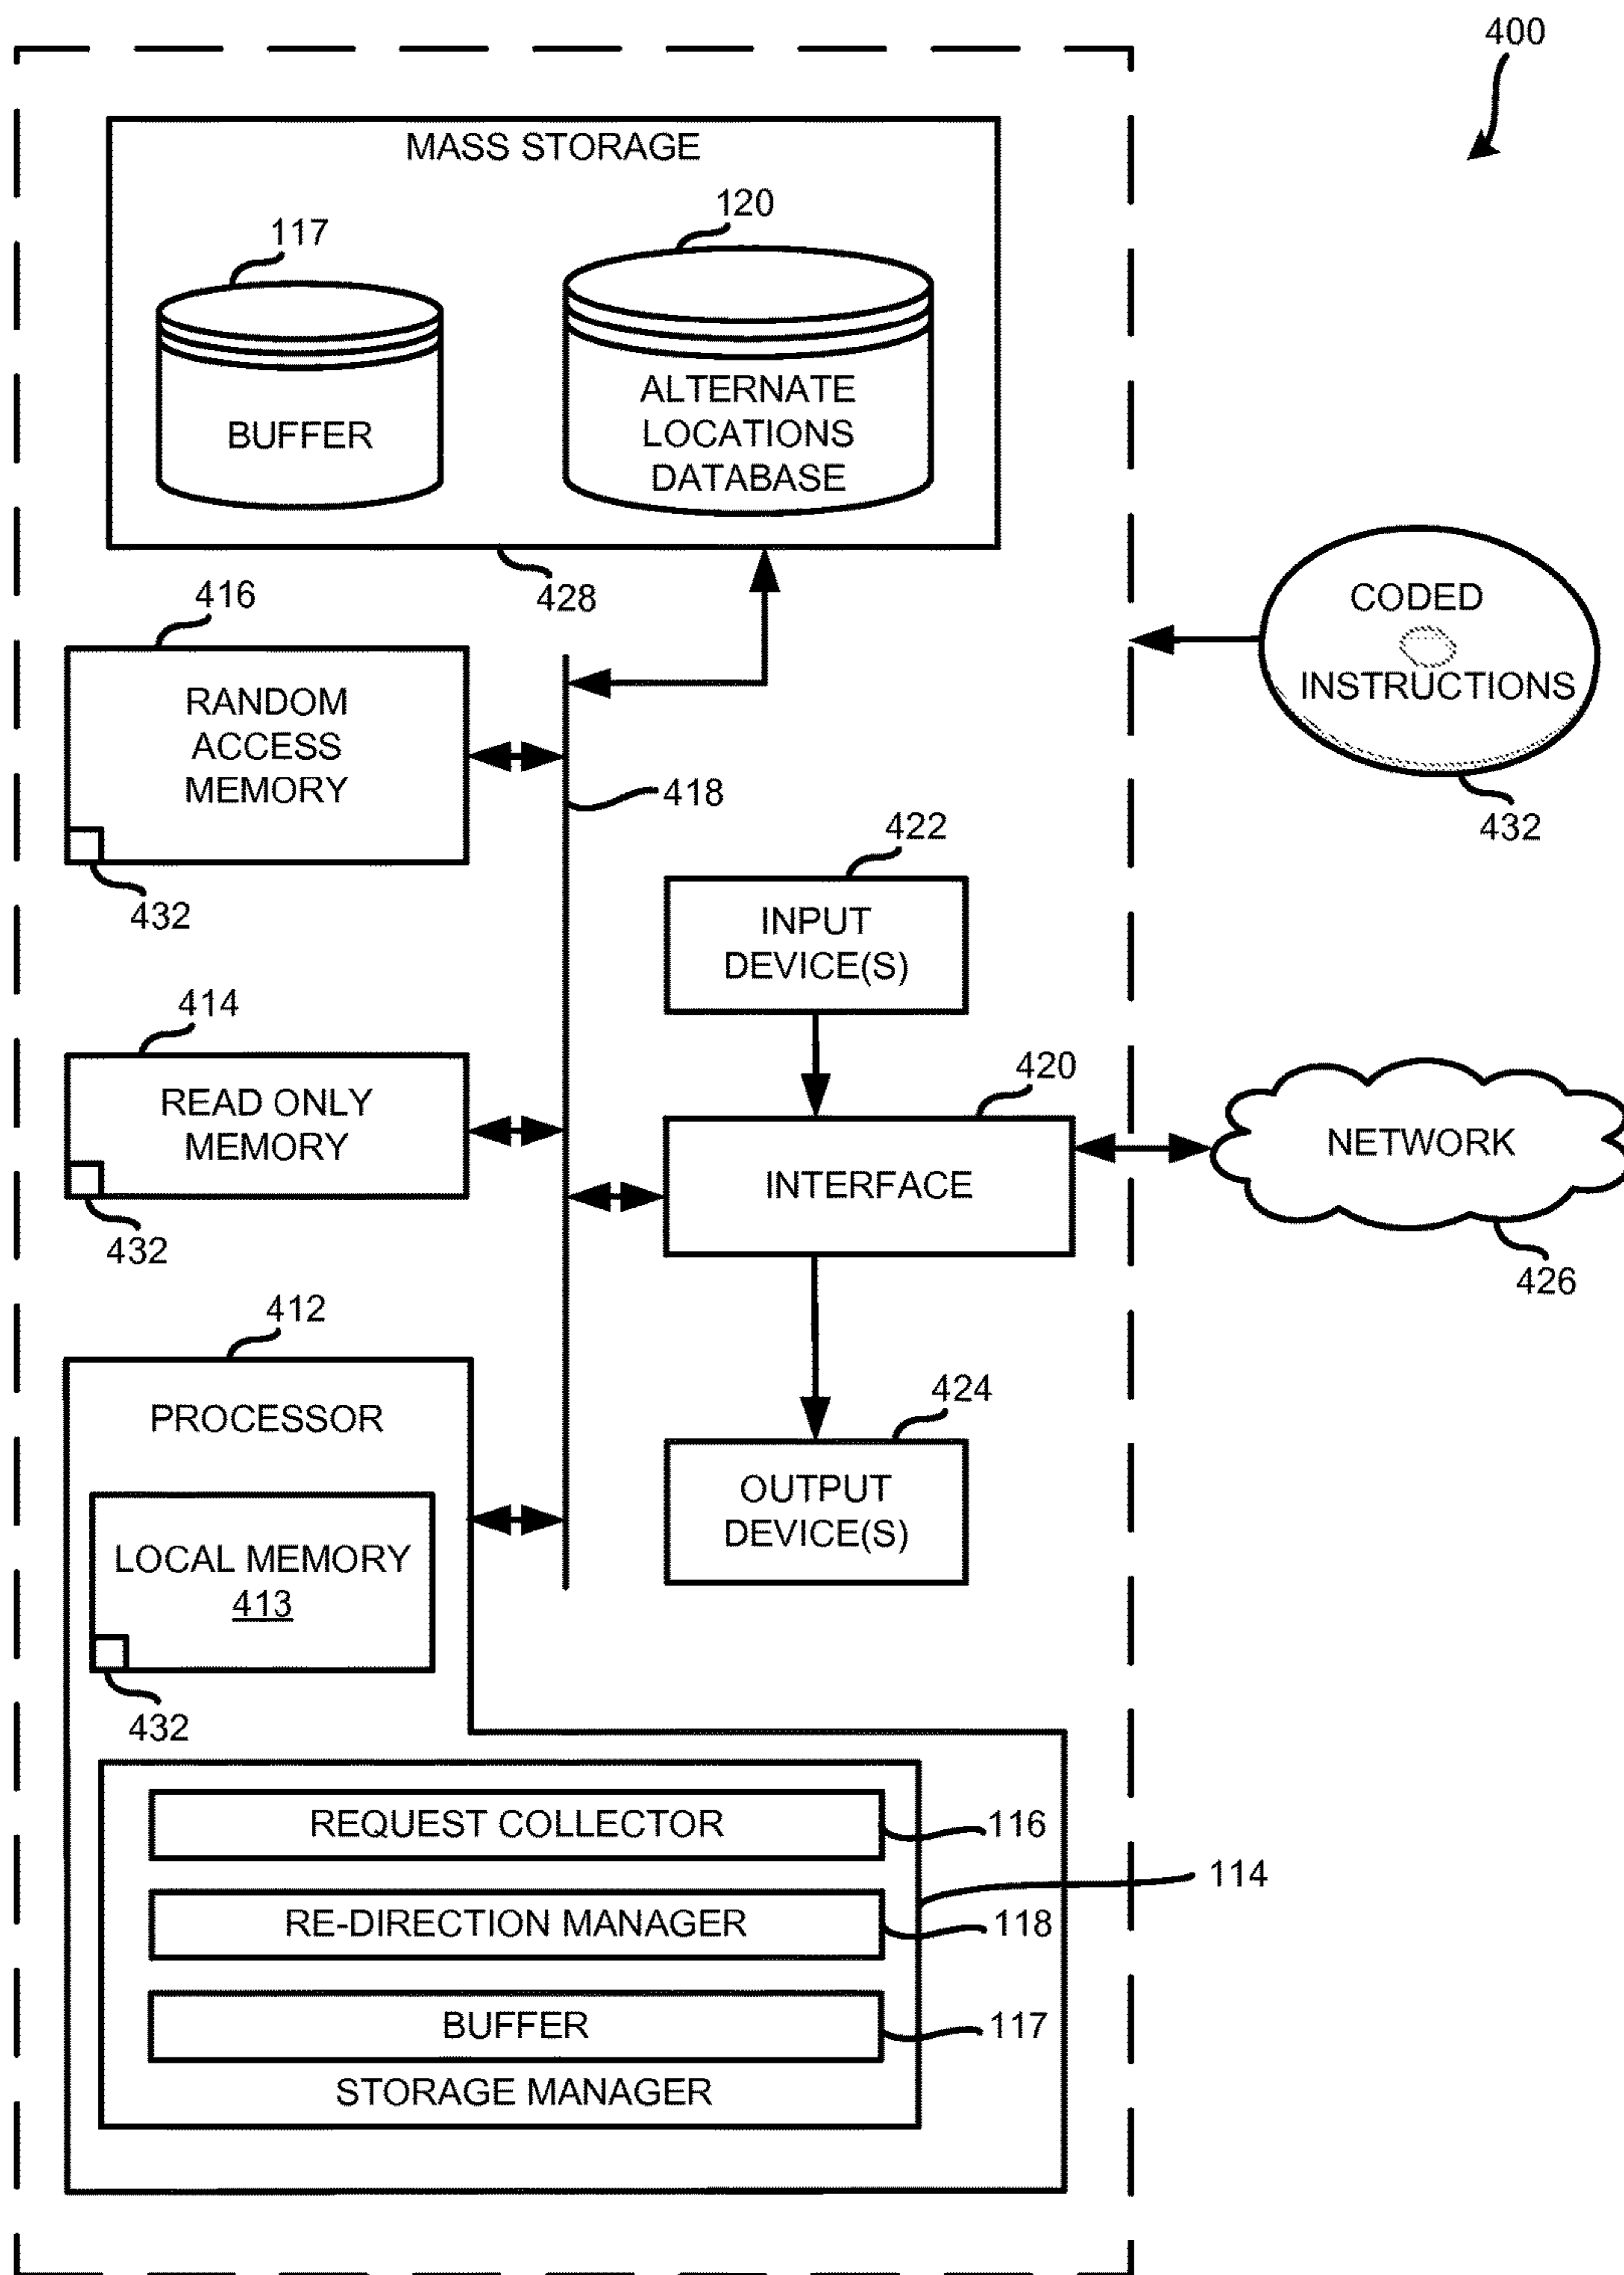 400
MASS STORAGE
117
120
BUFFER
ALTERNATE
LOCATIONS
DATABASE
428
416
RANDOM
ACCESS
MEMORY
432
418
CODED
INSTRUCTIONS
432
422
INPUT
DEVICE(S)
414
READ ONLY
MEMORY
432
420
INTERFACE
NETWORK
426
412
PROCESSOR
LOCAL MEMORY
413
432
424
OUTPUT
DEVICE(S)
REQUEST COLLECTOR
116
114
RE-DIRECTION MANAGER
118
BUFFER
117
STORAGE MANAGER